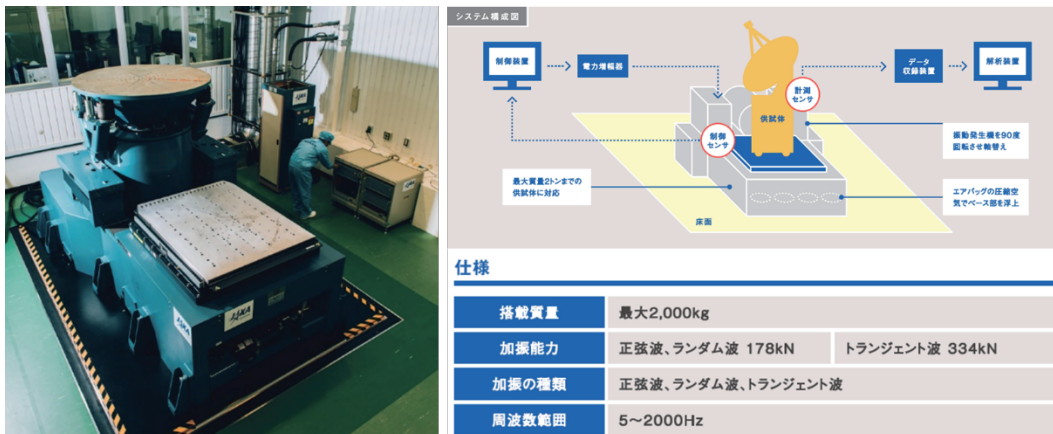 JAXA
JAXA
システム構成図
制御装置
電力増幅器
データ
収録装置
解析装置
計測
センサ
供試体
制御
センサ
振動発生機を90度
回転させ軸替え
最大質量2トンまでの
供試体に対応
エアバッグの圧縮空
気でベース部を浮上
床面
仕様
搭載質量 最大2,000kg
加振能力 正弦波、ランダム波 178kN トランジェント波 334kN
加振の種類 正弦波、ランダム波、トランジェント波
周波数範囲 5～2000Hz